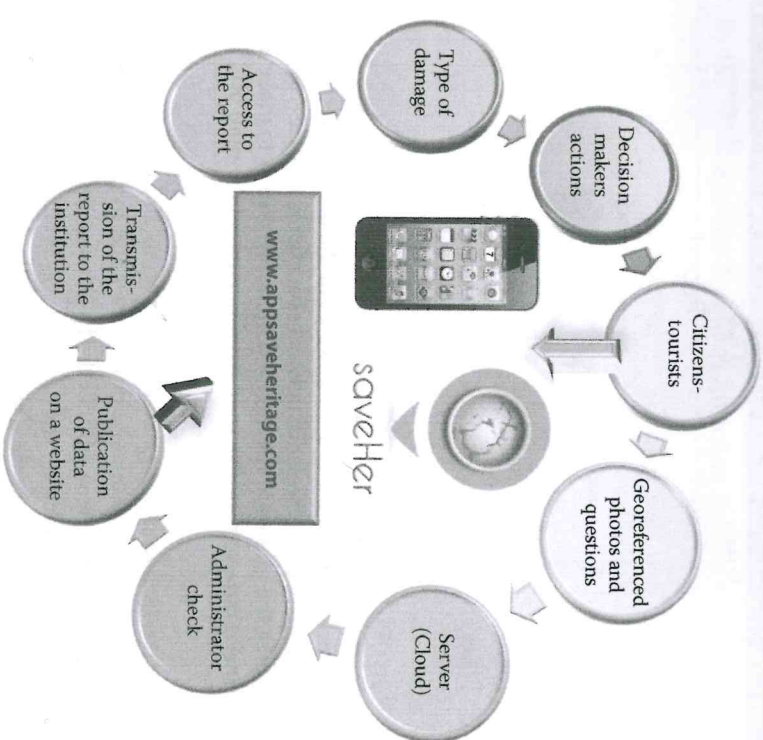 Citizens-
tourists
Georeferenced
photos and
questions
Server
(Cloud)
Administrator
check
Publication
of data
on a website
Transmis-
sion of the
report to the
institution
Access to
the report
Type of
damage
Decision
makers
actions
saveHer
www.appsaveheritage.com